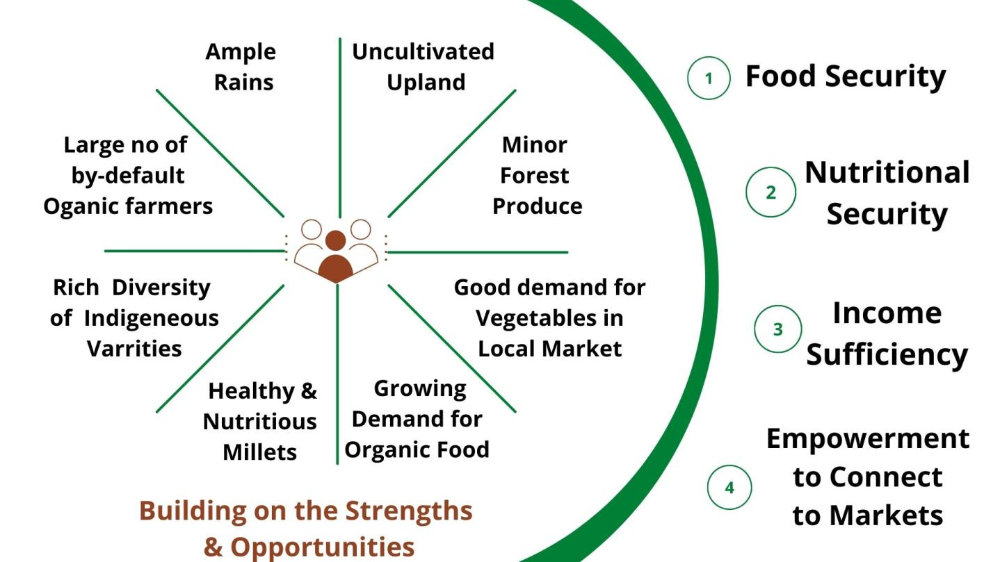 Ample
Rains
Uncultivated
Upland
Minor
Forest
Produce
Good demand for
Vegetables in
Local Market
Growing
Demand for
Organic Food
Healthy &
Nutritious
Millets
Rich Diversity
of Indigeneous
Varrities
Large no of
by-default
Oganic farmers
Building on the Strengths
& Opportunities
1 Food Security
2 Nutritional
Security
3 Income
Sufficiency
4 Empowerment
to Connect
to Markets